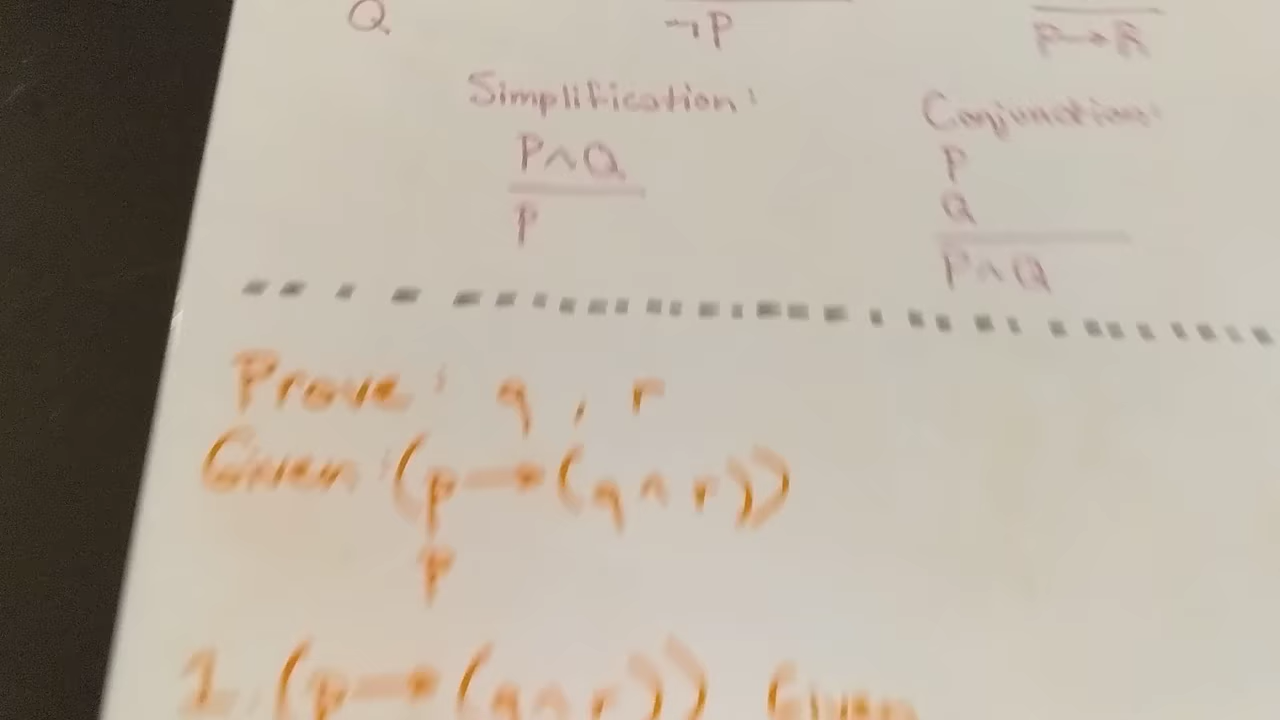 Q ¬P P→R
Simplification: Conjunction:
P∧Q P
P Q
P∧Q
Prove: q, r
Given: (p→(q∧r))
p
1. (p→(q∧r)) Given